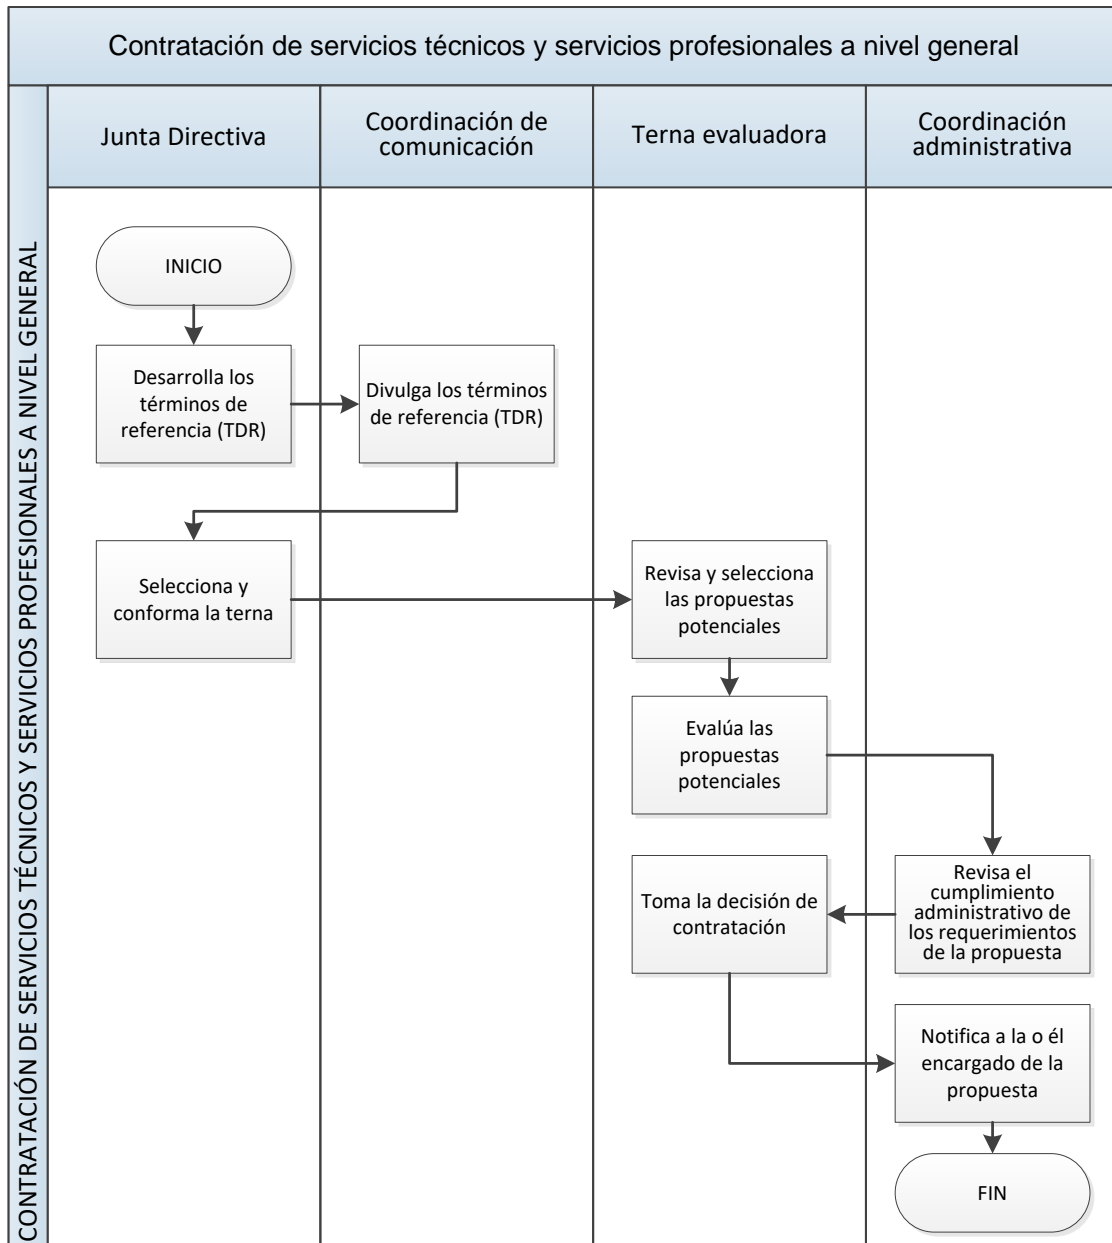 Contratación de servicios técnicos y servicios profesionales a nivel general
CONTRATACIÓN DE SERVICIOS TÉCNICOS Y SERVICIOS PROFESIONALES A NIVEL GENERAL
Junta Directiva
Coordinación de
comunicación
Terna evaluadora
Coordinación
administrativa
INICIO
Desarrolla los
términos de
referencia (TDR)
Divulga los términos
de referencia (TDR)
Selecciona y
conforma la terna
Revisa y selecciona
las propuestas
potenciales
Evalúa las
propuestas
potenciales
Revisa el
cumplimiento
administrativo de
los requerimientos
de la propuesta
Toma la decisión de
contratación
Notifica a la o él
encargado de la
propuesta
FIN